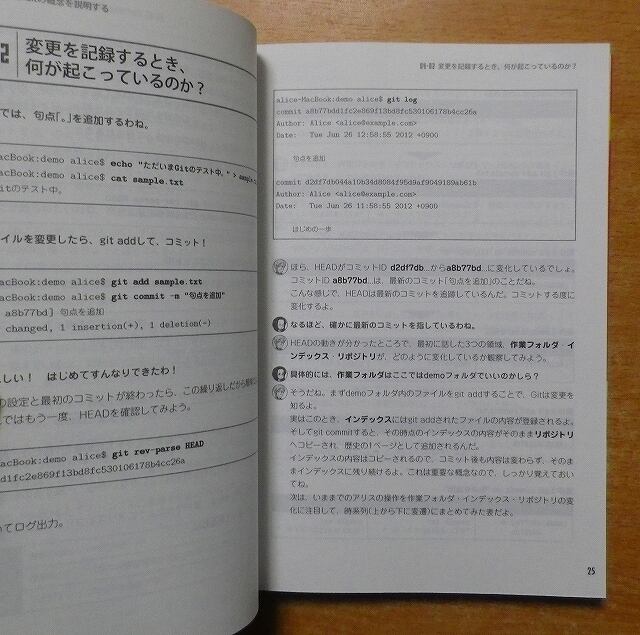 の概念を説明する
変更を記録するとき、
何が起こっているのか？
では、句点「。」を追加するわね。
MacBook:demo alice$ echo "ただいまGitのテスト中。" >
MacBook:demo alice$ cat sample.txt
Gitのテスト中。
イルを変更したら、git addして、コミット！
MacBook:demo alice$ git add sample.txt
MacBook:demo alice$ git commit -m "句点を追加"
a8b77bd] 句点を追加
changed, 1 insertion(+), 1 deletion(-)
しい！ はじめてすんなりできたわ！
の設定と最初のコミットが終わったら、この繰り返しだから
ではもう一度、HEADを確認してみよう。
MacBook:demo alice$ git rev-parse HEAD
d1fc2e869f13bd8fc530106178b4cc26a
てログ出力。
変更を記録するとき、何が起こっているのか？
alice-MacBook:demo alice$ git log
commit a8b77bdd1fc2e869f13bd8fc530106178b4cc26a
Author: Alice <alice@example.com>
Date: Tue Jun 26 12:58:55 2012 +0900
句点を追加
commit d2df7db044a10b34d8084f95d9af9049189ab61b
Author: Alice <alice@example.com>
Date: Tue Jun 26 11:58:55 2012 +0900
はじめの一歩
ほら、HEADがコミットID d2df7db...からa8b77bd...に変化しているでしょ。
コミットID a8b77bd...は、最新のコミット「句点を追加」のことだね。
こんな感じで、HEADは最新のコミットを追跡しているんだ。コミットする度に
変化するよ。
なるほど、確かに最新のコミットを指しているわね。
HEADの動きが分かったところで、最初に話した3つの領域、作業フォルダ・イ
ンデックス・リポジトリが、どのように変化しているか観察してみよう。
具体的には、作業フォルダはここではdemoフォルダでいいのかしら？
そうだね。まずdemoフォルダ内のファイルをgit addすることで、Gitは変更を
知るよ。
実はこのとき、インデックスにはgit addされたファイルの内容が登録されるよ。
そしてgit commitすると、その時点のインデックスの内容がそのままリポジトリ
へコピーされ、歴史の1ページとして追加されるんだ。
インデックスの内容はコピーされるので、コミット後も内容は変わらず、そのま
まインデックスに残り続けるよ。これは重要な概念なので、しっかり覚えておい
てね。
次は、いままでのアリスの操作を作業フォルダ・インデックス・リポジトリの変
化に注目して、時系列(上から下に変遷)にまとめてみた表だよ。
25